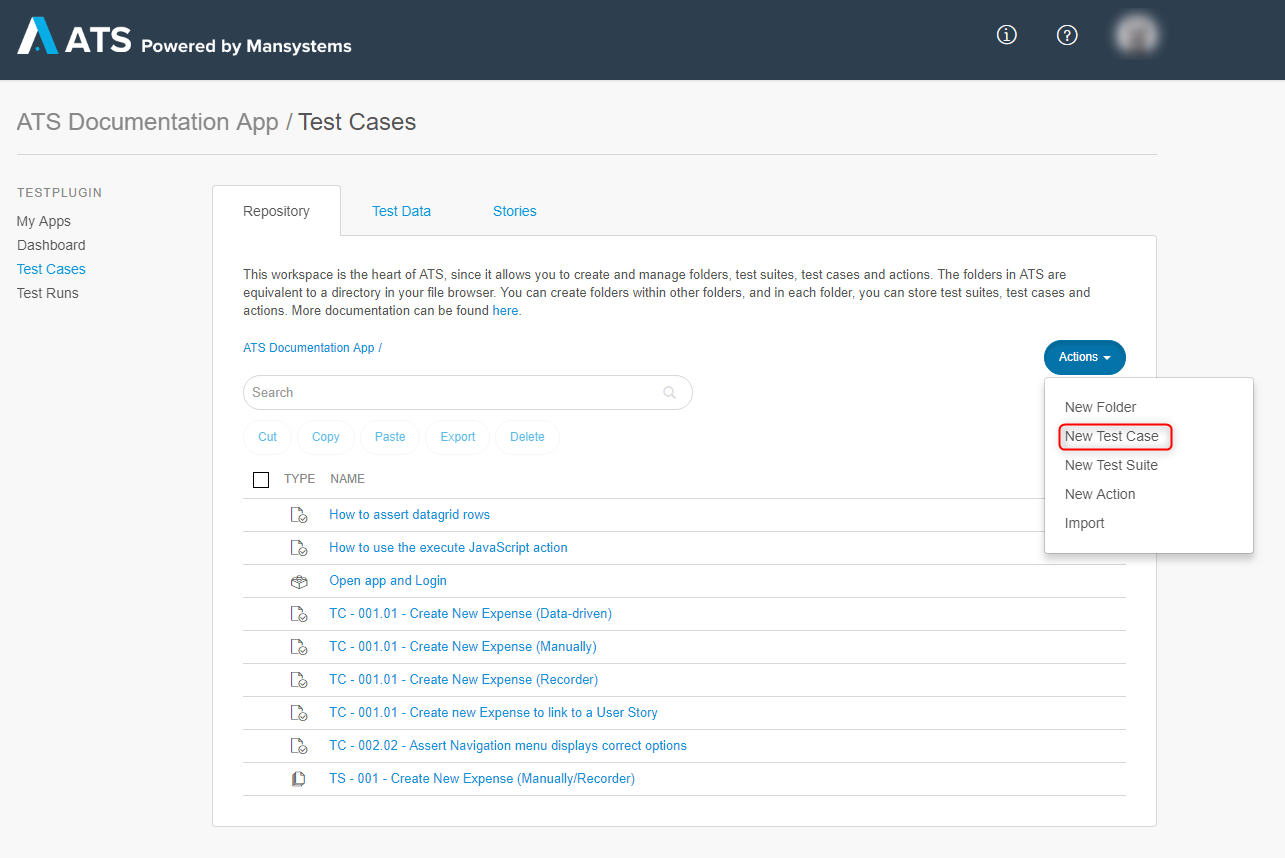 ATS Powered by Mansystems
ATS Documentation App / Test Cases
TESTPLUGIN
My Apps
Dashboard
Test Cases
Test Runs
Repository
Test Data
Stories
This workspace is the heart of ATS, since it allows you to create and manage folders, test suites, test cases and actions. The folders in ATS are
equivalent to a directory in your file browser. You can create folders within other folders, and in each folder, you can store test suites, test cases and
actions. More documentation can be found here.
ATS Documentation App /
Actions
New Folder
New Test Case
New Test Suite
New Action
Import
Search
Cut
Copy
Paste
Export
Delete
TYPE NAME
How to assert datagrid rows
How to use the execute JavaScript action
Open app and Login
TC - 001.01 - Create New Expense (Data-driven)
TC - 001.01 - Create New Expense (Manually)
TC - 001.01 - Create New Expense (Recorder)
TC - 001.01 - Create new Expense to link to a User Story
TC - 002.02 - Assert Navigation menu displays correct options
TS - 001 - Create New Expense (Manually/Recorder)